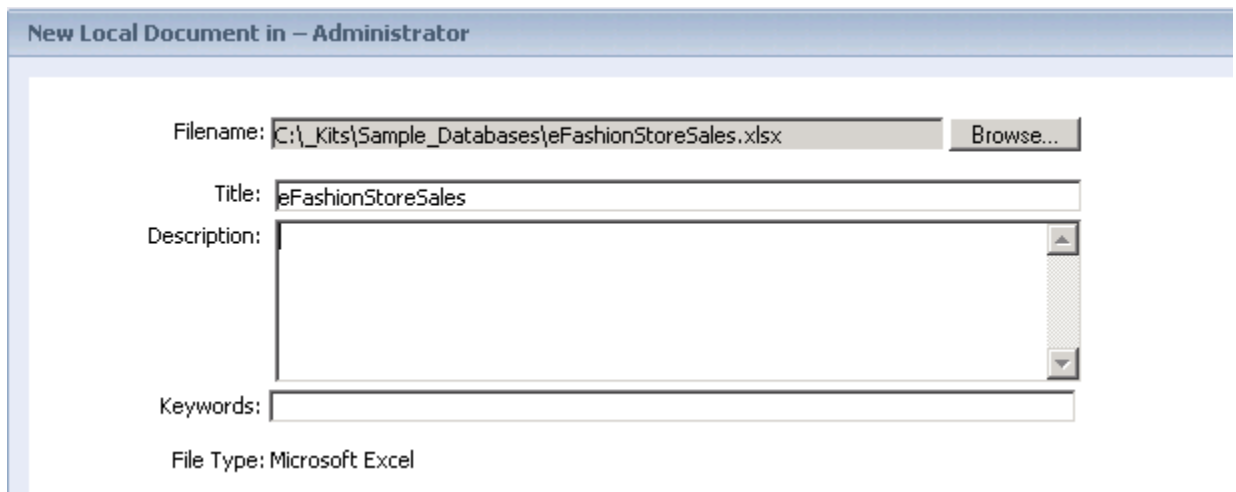 New Local Document in – Administrator
Filename: C:\_Kits\Sample_Databases\eFashionStoreSales.xlsx Browse...
Title: eFashionStoreSales
Description:
Keywords:
File Type: Microsoft Excel